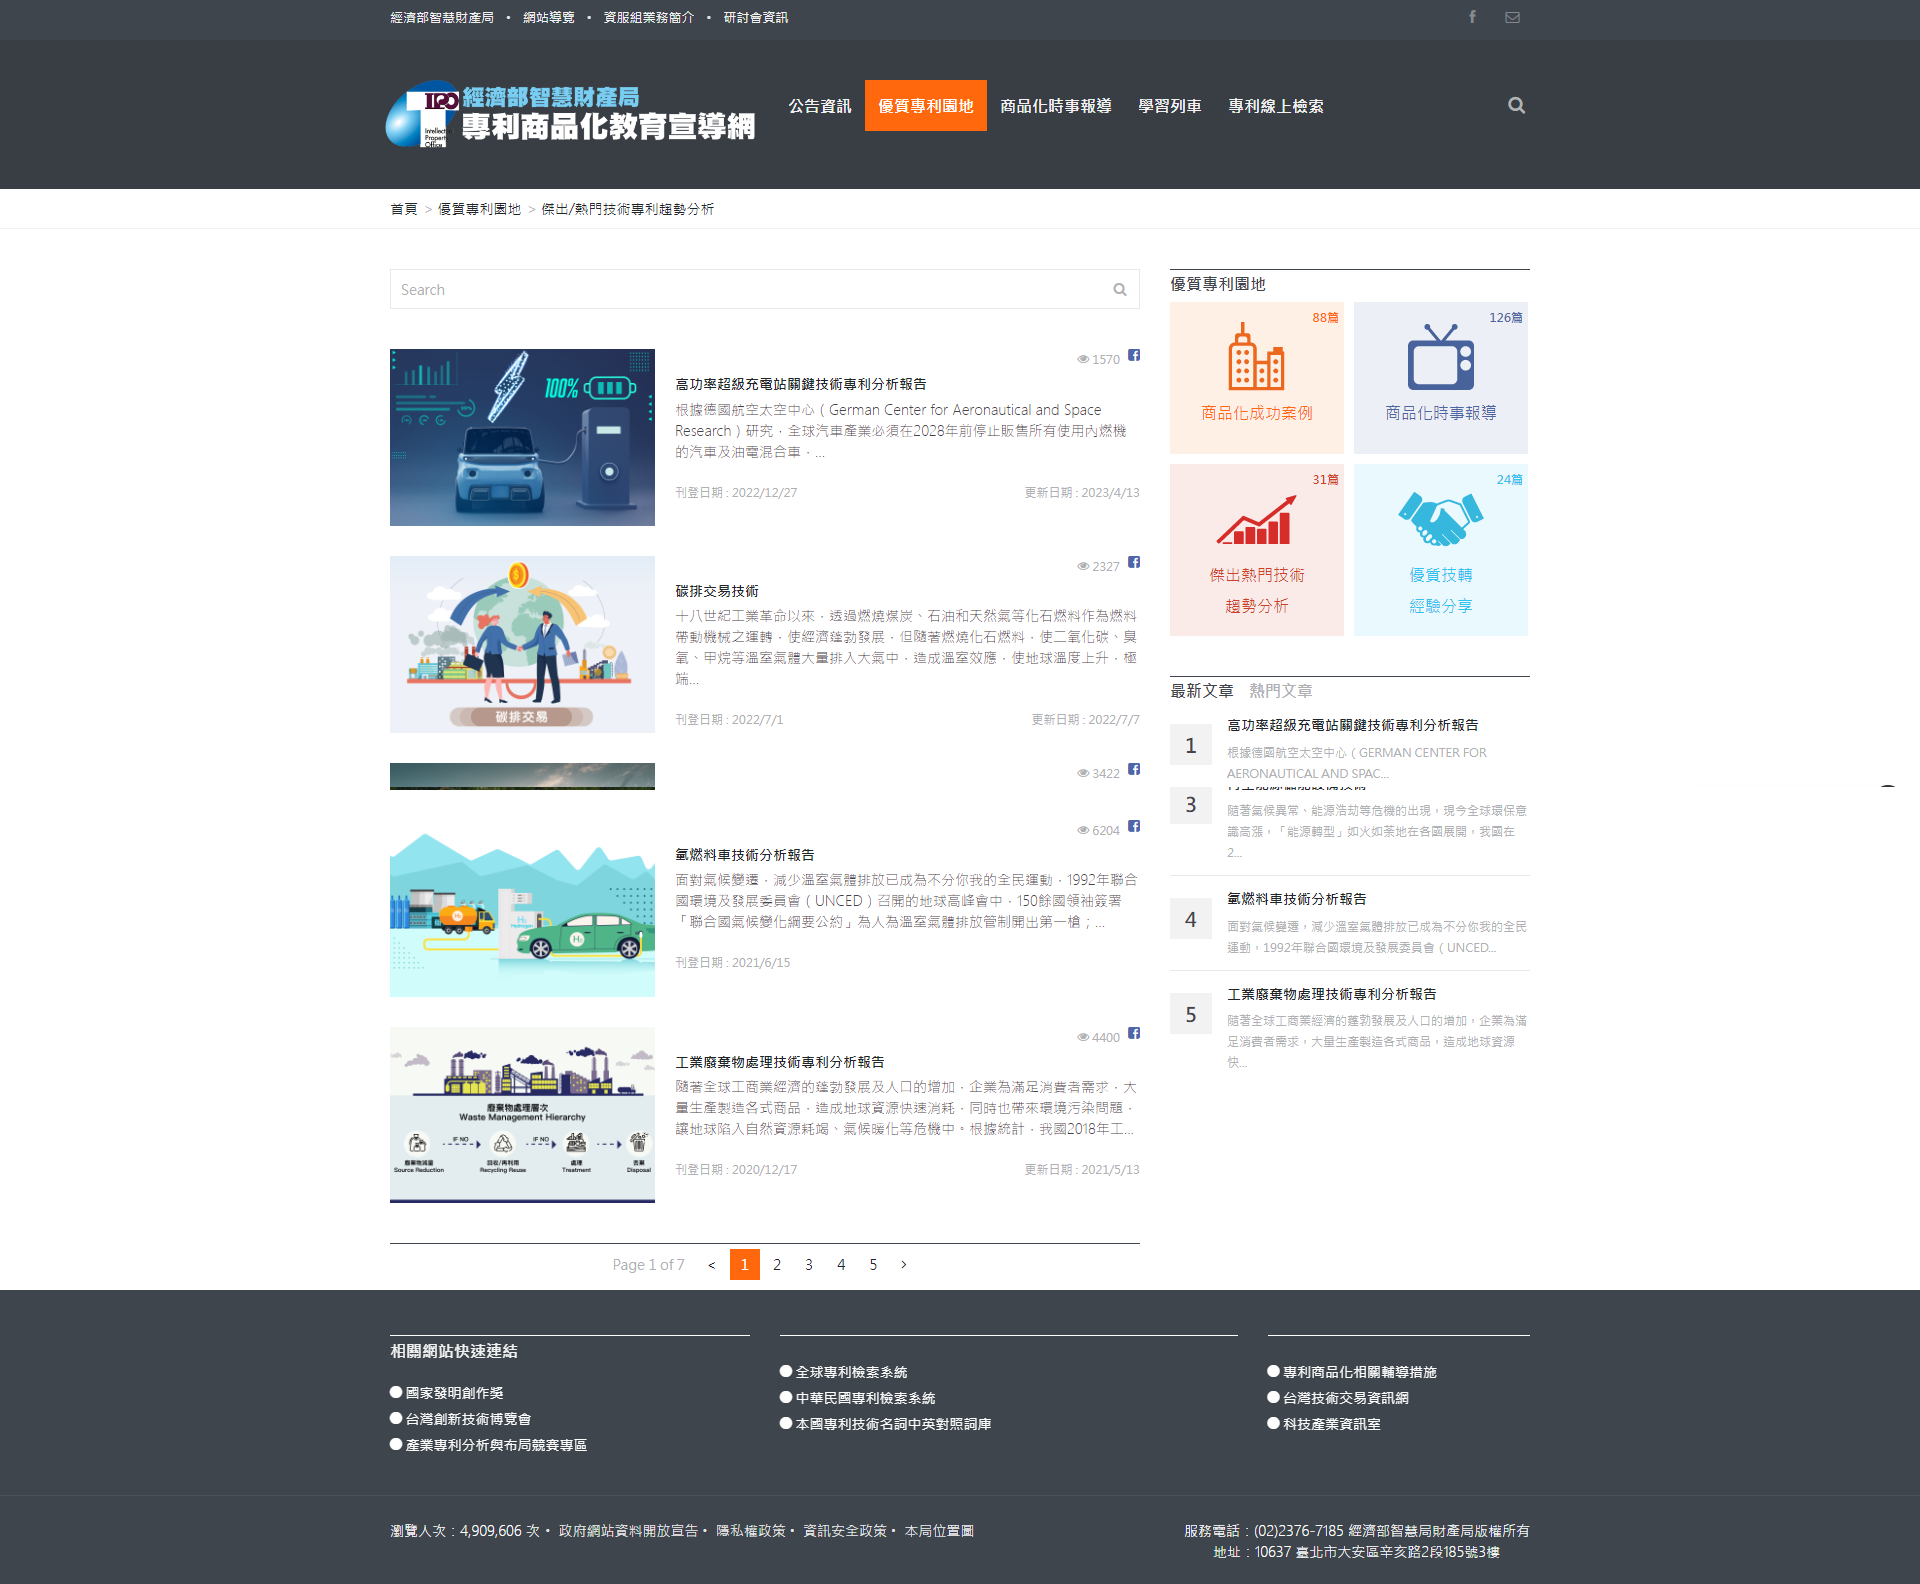 經濟部智慧財產局 • 網站導覽 • 資服組業務簡介 • 研討會資訊
TIPO
Intellectual
Property
Office
經濟部智慧財產局
專利商品化教育宣導網
公告資訊 優質專利園地 商品化時事報導 學習列車 專利線上檢索
首頁 > 優質專利園地 > 傑出/熱門技術專利趨勢分析
Search
100%
1570
高功率超級充電站關鍵技術專利分析報告
根據德國航空太空中心（German Center for Aeronautical and Space
Research）研究，全球汽車產業必須在2028年前停止販售所有使用內燃機
的汽車及油電混合車，...
刊登日期 : 2022/12/27 更新日期 : 2023/4/13
碳排交易
2327
碳排交易技術
十八世紀工業革命以來，透過燃燒煤炭、石油和天然氣等化石燃料作為燃料
帶動機械之運轉，使經濟蓬勃發展，但隨著燃燒化石燃料，使二氧化碳、臭
氧、甲烷等溫室氣體大量排入大氣中，造成溫室效應，使地球溫度上升，極
端...
刊登日期 : 2022/7/1 更新日期 : 2022/7/7
3422
H₂
H₂
Hydrogen
H₂
6204
氫燃料車技術分析報告
面對氣候變遷，減少溫室氣體排放已成為不分你我的全民運動，1992年聯合
國環境及發展委員會（UNCED）召開的地球高峰會中，150餘國領袖簽署
「聯合國氣候變化綱要公約」為人為溫室氣體排放管制開出第一槍；...
刊登日期 : 2021/6/15
廢棄物處理層次
Waste Management Hierarchy
IF NO IF NO
廢棄物減量 回收/再利用 處理 丟棄
Source Reduction Recycling Reuse Treatment Disposal
4400
工業廢棄物處理技術專利分析報告
隨著全球工商業經濟的蓬勃發展及人口的增加，企業為滿足消費者需求，大
量生產製造各式商品，造成地球資源快速消耗，同時也帶來環境污染問題，
讓地球陷入自然資源耗竭、氣候暖化等危機中。根據統計，我國2018年工...
刊登日期 : 2020/12/17 更新日期 : 2021/5/13
Page 1 of 7 < 1 2 3 4 5 >
優質專利園地
88篇
商品化成功案例
126篇
商品化時事報導
31篇
傑出熱門技術
趨勢分析
24篇
優質技轉
經驗分享
最新文章 熱門文章
1
高功率超級充電站關鍵技術專利分析報告
根據德國航空太空中心（GERMAN CENTER FOR
AERONAUTICAL AND SPAC...
3
隨著氣候異常、能源浩劫等危機的出現，現今全球環保意
識高漲，「能源轉型」如火如荼地在各國展開，我國在
2...
4
氫燃料車技術分析報告
面對氣候變遷，減少溫室氣體排放已成為不分你我的全民
運動，1992年聯合國環境及發展委員會（UNCED...
5
工業廢棄物處理技術專利分析報告
隨著全球工商業經濟的蓬勃發展及人口的增加，企業為滿
足消費者需求，大量生產製造各式商品，造成地球資源
快...
相關網站快速連結
國家發明創作獎
台灣創新技術博覽會
產業專利分析與布局競賽專區
全球專利檢索系統
中華民國專利檢索系統
本國專利技術名詞中英對照詞庫
專利商品化相關輔導措施
台灣技術交易資訊網
科技產業資訊室
瀏覽人次 : 4,909,606 次 • 政府網站資料開放宣告 • 隱私權政策 • 資訊安全政策 • 本局位置圖
服務電話 : (02)2376-7185 經濟部智慧局財產局版權所有
地址 : 10637 臺北市大安區辛亥路2段185號3樓